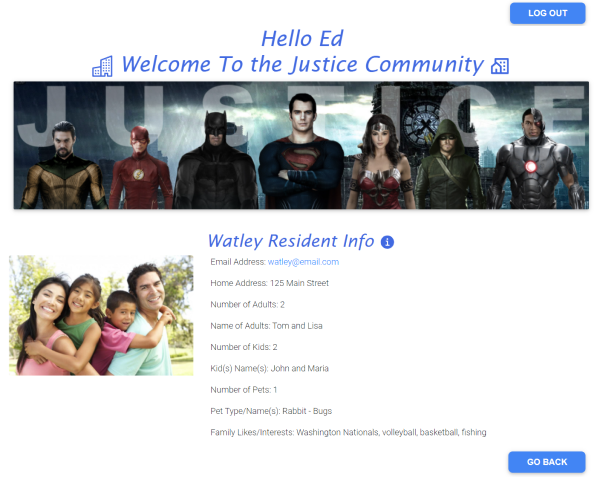 LOG OUT
Hello Ed
Welcome To the Justice Community
JUSTICE
Watley Resident Info
Email Address: watley@email.com
Home Address: 125 Main Street
Number of Adults: 2
Name of Adults: Tom and Lisa
Number of Kids: 2
Kid(s) Name(s): John and Maria
Number of Pets: 1
Pet Type/Name(s): Rabbit - Bugs
Family Likes/Interests: Washington Nationals, volleyball, basketball, fishing
GO BACK